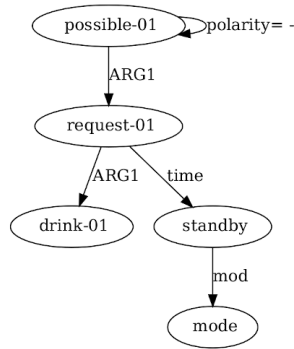 possible-01
polarity= -
ARG1
request-01
ARG1
time
drink-01
standby
mod
mode